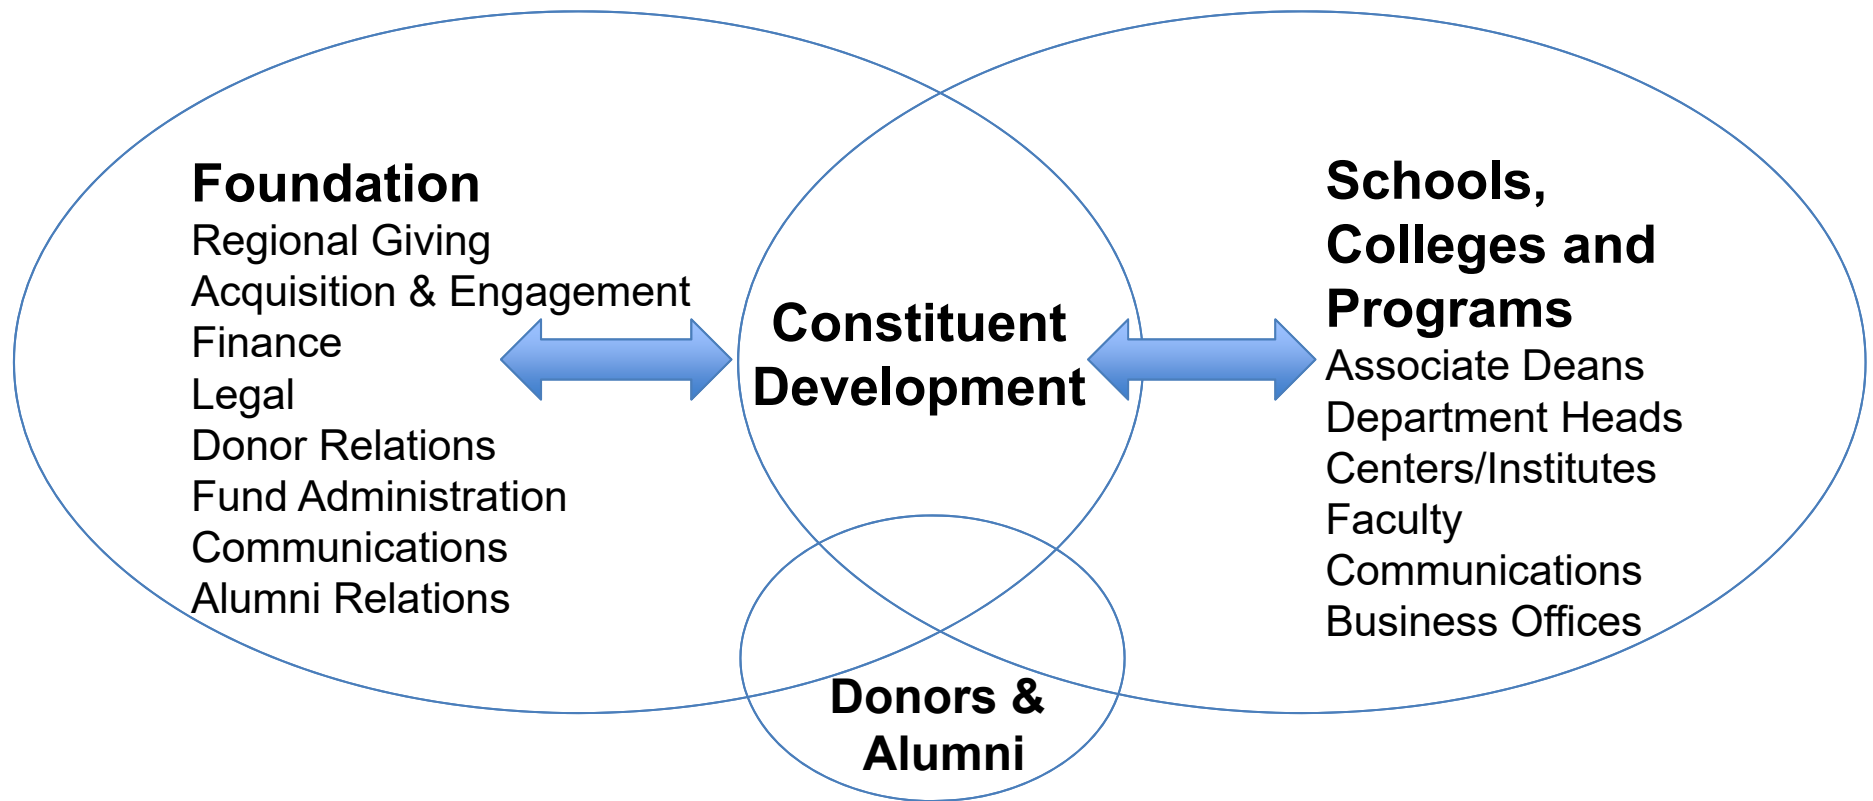 Foundation
Regional Giving
Acquisition & Engagement
Finance
Legal
Donor Relations
Fund Administration
Communications
Alumni Relations
Constituent
Development
Schools,
Colleges and
Programs
Associate Deans
Department Heads
Centers/Institutes
Faculty
Communications
Business Offices
Donors &
Alumni